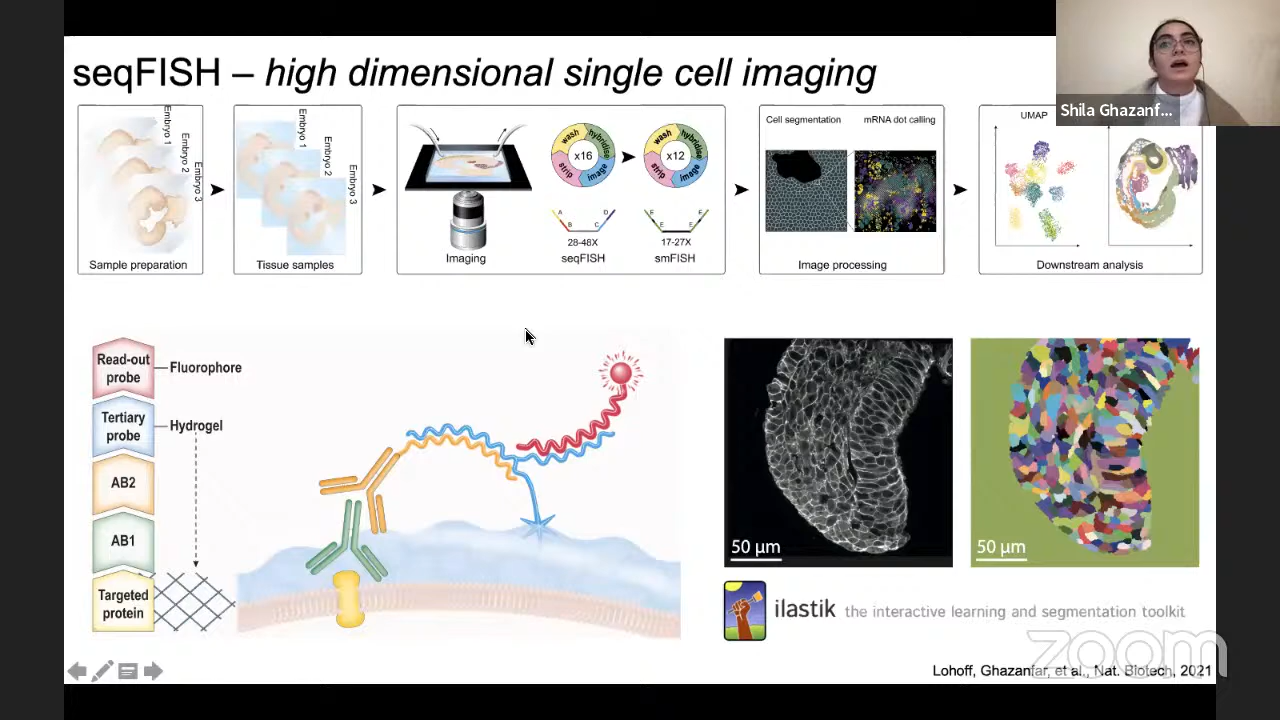 seqFISH – high dimensional single cell imaging
Shila Ghazanf...
Embryo 1
Embryo 2
Embryo 3
Sample preparation
Embryo 1
Embryo 2
Embryo 3
Tissue samples
Imaging
wash
hybridise
image
strip
x16
A
B
C
D
28-48X
seqFISH
wash
hybridise
image
strip
x12
E
E
E
E
17-27X
smFISH
Cell segmentation
mRNA dot calling
Image processing
UMAP
Downstream analysis
Read-out
probe
Fluorophore
Tertiary
probe
Hydrogel
AB2
AB1
Targeted
protein
50 µm
50 µm
ilastik the interactive learning and segmentation toolkit
zoom
Lohoff, Ghazanfar, et al., Nat. Biotech, 2021